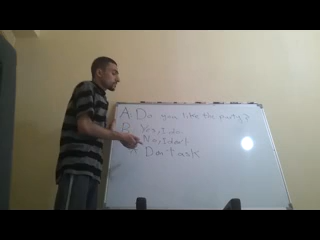 A Do you like the party?
B Yes, i do
No, i don't
A Don't ask